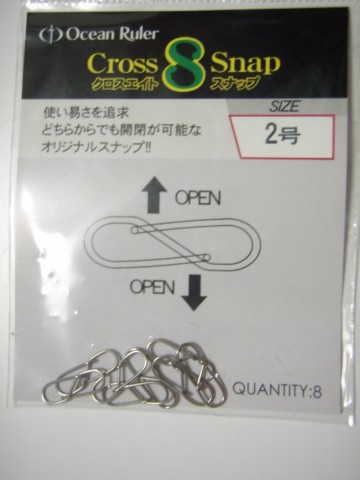 Ocean Ruler
Cross 8 Snap
クロスエイト スナップ
使い易さを追求
どちらからでも開閉が可能な
オリジナルスナップ!!
SIZE
2号
OPEN
OPEN
QUANTITY:8